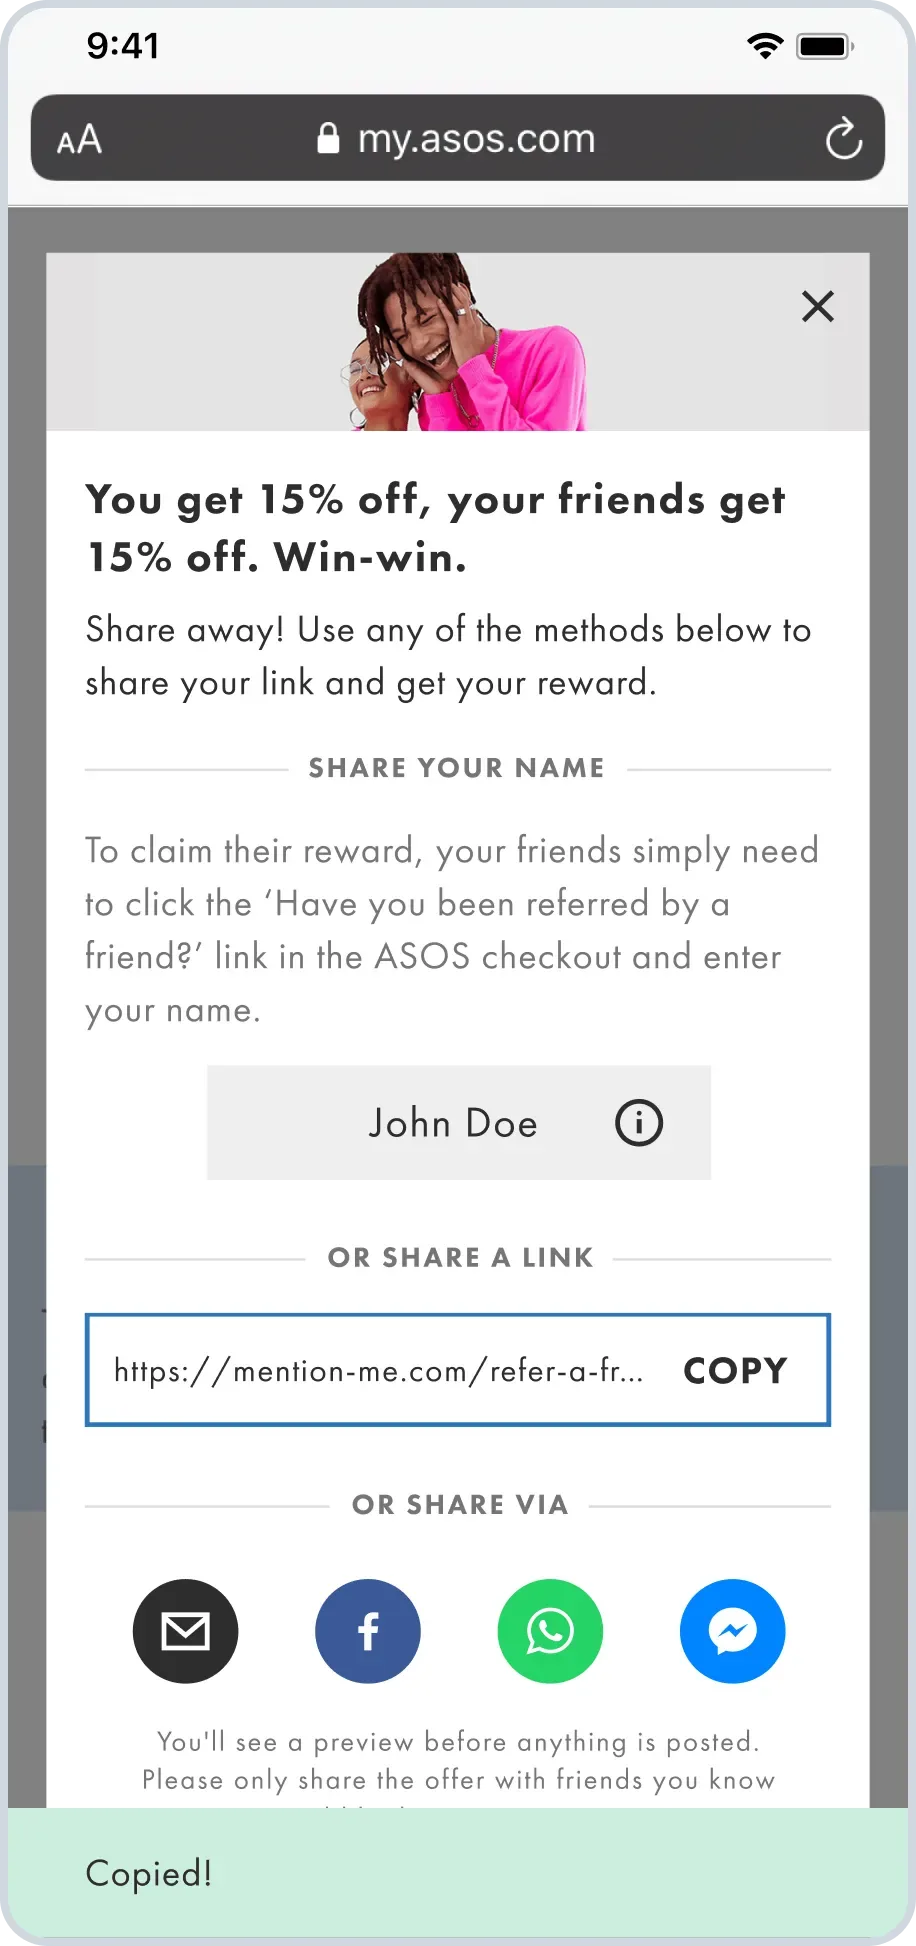 9:41
AA my.asos.com
You get 15% off, your friends get
15% off. Win-win.
Share away! Use any of the methods below to
share your link and get your reward.
SHARE YOUR NAME
To claim their reward, your friends simply need
to click the ‘Have you been referred by a
friend?’ link in the ASOS checkout and enter
your name.
John Doe
OR SHARE A LINK
https://mention-me.com/refer-a-fr... COPY
OR SHARE VIA
You'll see a preview before anything is posted.
Please only share the offer with friends you know
Copied!